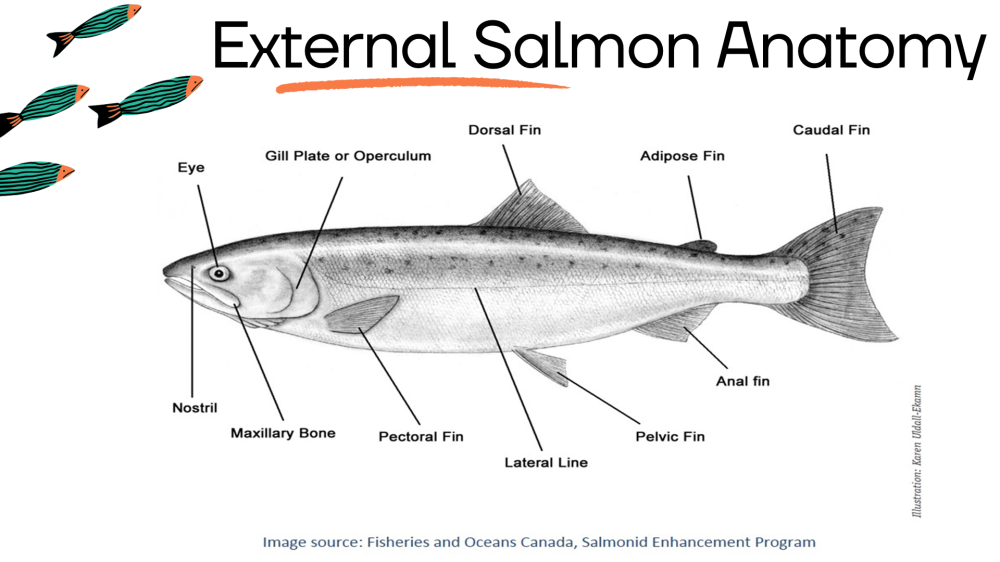 External Salmon Anatomy
Dorsal Fin
Caudal Fin
Gill Plate or Operculum
Adipose Fin
Eye
Anal fin
Nostril
Maxillary Bone
Pectoral Fin
Pelvic Fin
Lateral Line
Illustration: Karen Uldall-Ekamn
Image source: Fisheries and Oceans Canada, Salmonid Enhancement Program